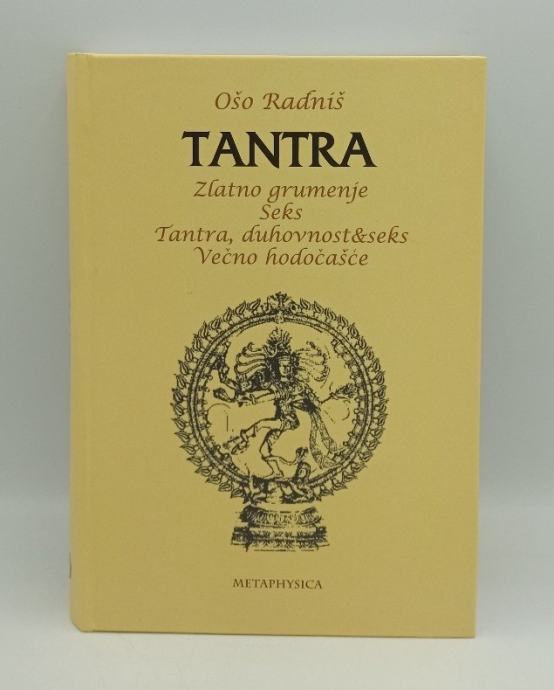 Ošo Radniš
TANTRA
Zlatno grumenje
Seks
Tantra, duhovnost&seks
Večno hodočašće
METAPHYSICA